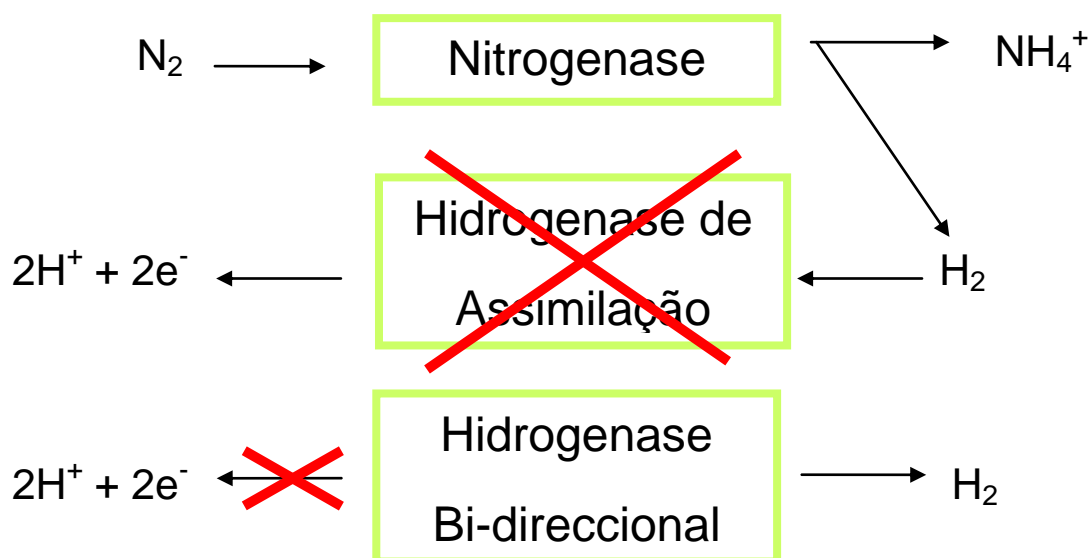 N₂ Nitrogenase NH₄⁺
Hidrogenase de
2H⁺ + 2e⁻ H₂
Assimilação
Hidrogenase
2H⁺ + 2e⁻ H₂
Bi-direccional